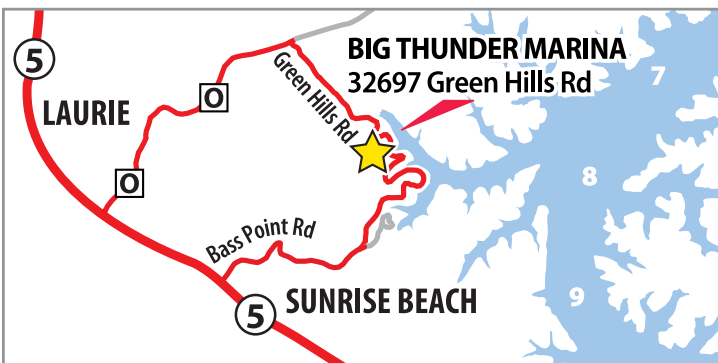 BIG THUNDER MARINA
32697 Green Hills Rd
5
7
Green Hills Rd
O
LAURIE
O
8
Bass Point Rd
9
SUNRISE BEACH
5